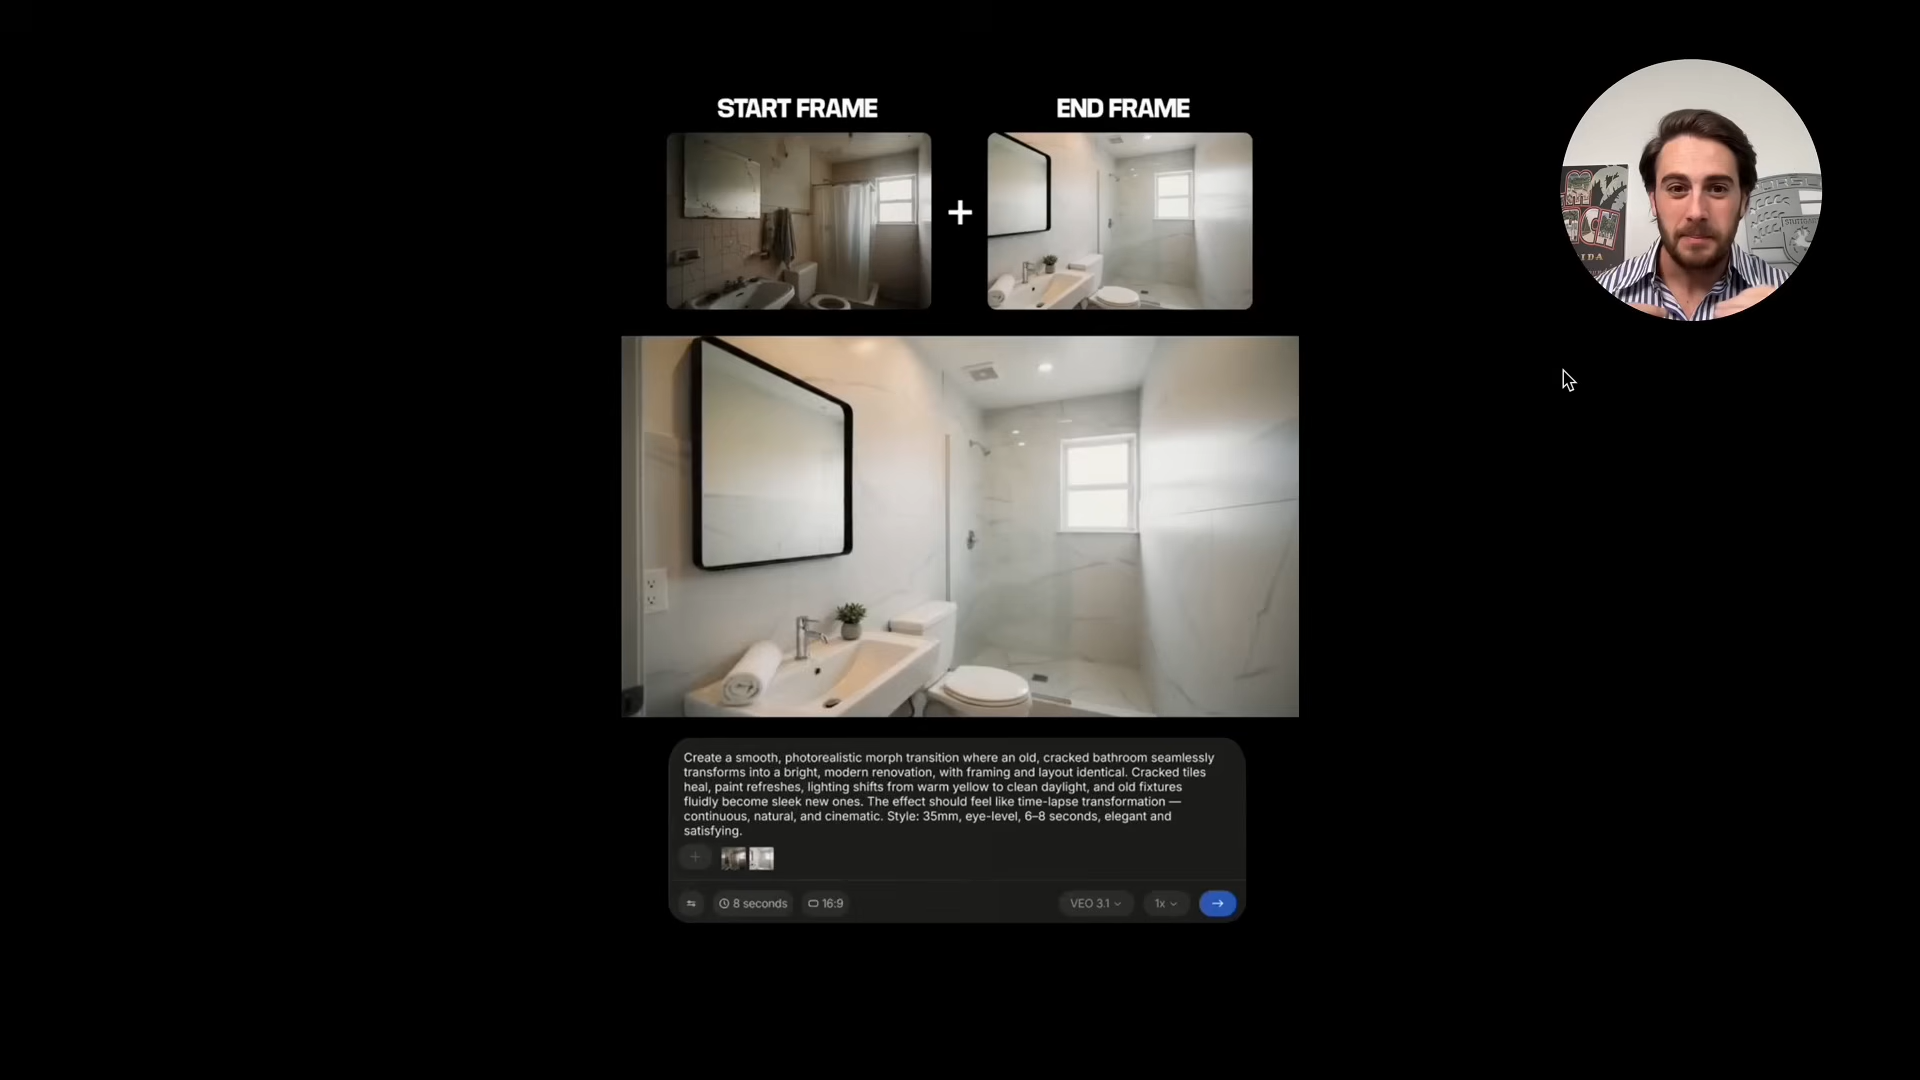 START FRAME
END FRAME
Create a smooth, photorealistic morph transition where an old, cracked bathroom seamlessly
transforms into a bright, modern renovation, with framing and layout identical. Cracked tiles
heal, paint refreshes, lighting shifts from warm yellow to clean daylight, and old fixtures
fluidly become sleek new ones. The effect should feel like time-lapse transformation —
continuous, natural, and cinematic. Style: 35mm, eye-level, 6–8 seconds, elegant and
satisfying.
8 seconds
16:9
VEO 3.1
1x